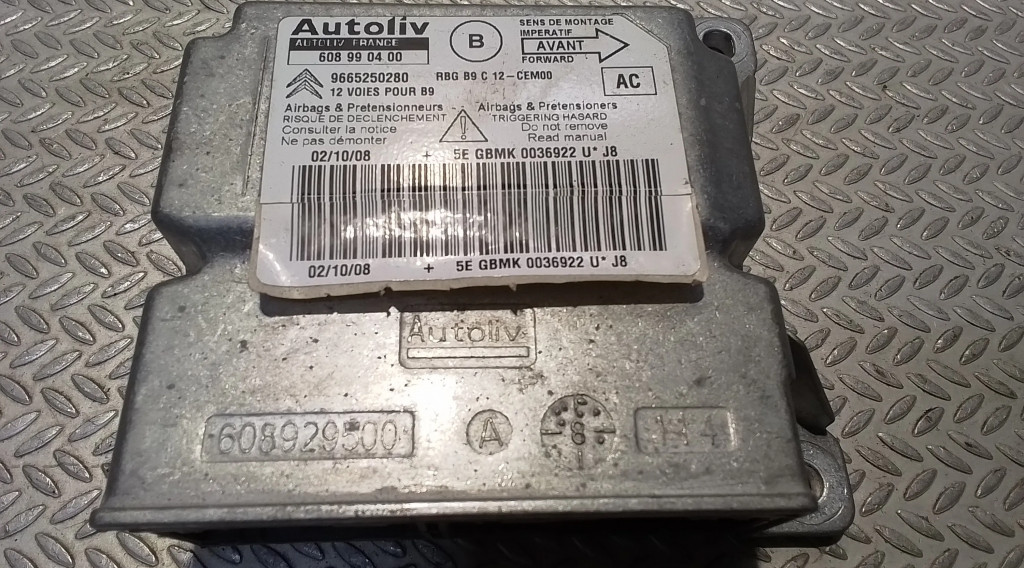 Autoliv
AUTOLIV FRANCE
608 99 04 00
B
SENS DE MONTAGE
IMPERATIF
AVANT
FORWARD
9665250280
12 VOIES POUR B9
RBG B9 C 12-CEM00
AC
Airbags & Pretensionneurs
RISQUE DE DECLENCHEMENT
Consulter la notice
Ne pas démonter
Airbags & Pretensioners
TRIGGERING HASARD
Do not remove
Read manual
02/10/08 + 5E GBMK 0036922 U* J8
02/10/08 + 5E GBMK 0036922 U* J8
Autoliv
608929500
A
8